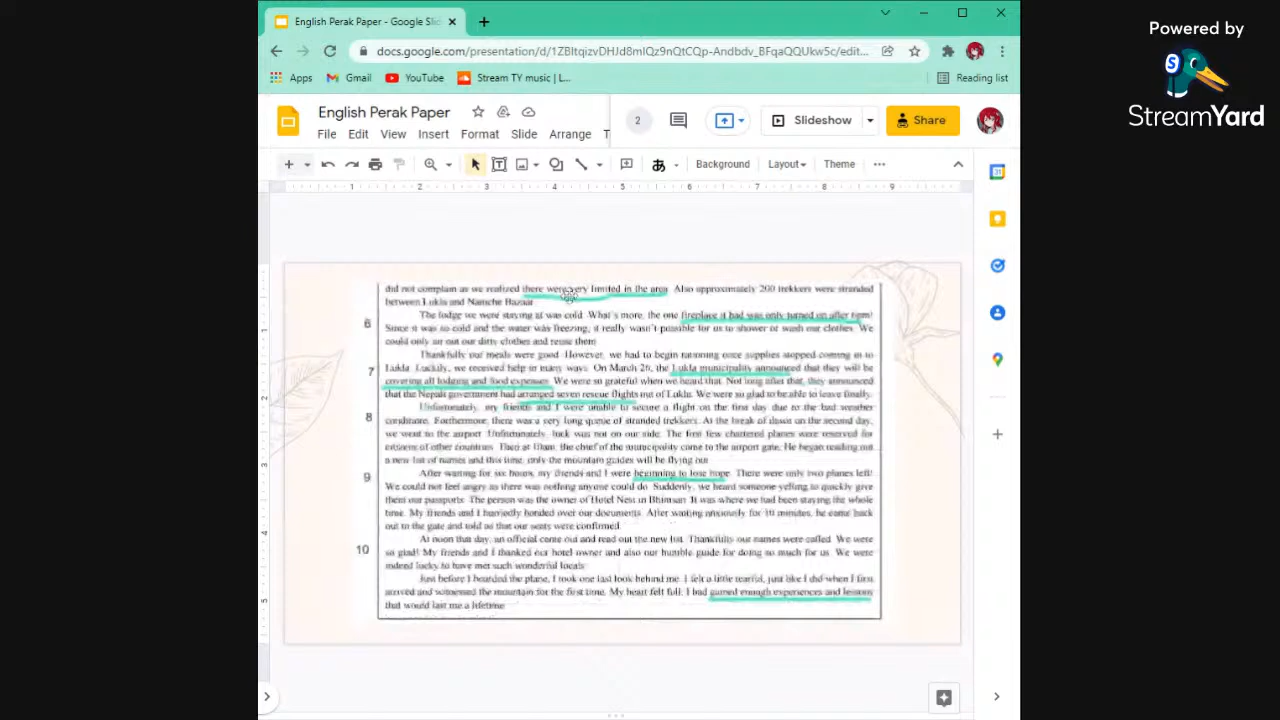 English Perak Paper - Google Slid
Powered by
StreamYard
docs.google.com/presentation/d/1ZBltqizvDHJd8mIQz9nQtCQp-Andbdv_BFqaQQUkw5c/edit...
Apps Gmail YouTube Stream TY music | L... Reading list
English Perak Paper
File Edit View Insert Format Slide Arrange T
2 Slideshow Share
Background Layout Theme
1 2 3 4 5 6 7 8 9
did not complain as we realized there were very limited in the area. Also approximately 200 trekkers were stranded
between Lukla and Namche Bazaar.
6 The lodge we were staying at was cold. What's more, the one fireplace it had was only turned on after
Since it was so cold and the water was freezing, it really wasn't possible for us to shower or wash our clothes. We
could only air out our dirty clothes and reuse them.
Thankfully our meals were good. However, we had to begin rationing once supplies stopped coming in to
7 Lukla. Luckily, we received help in many ways. On March 26, the Lukla municipality announced that they will be
covering all lodging and food expenses. We were so grateful when we heard that. Not long after that, they announced
that the Nepali government had arranged seven rescue flights out of Lukla. We were so glad to be able to leave finally.
Unfortunately, my friends and I were unable to secure a flight on the first day due to the bad weather
8 conditions. Furthermore, there was a very long queue of stranded trekkers. At the break of dawn on the second day,
we went to the airport. Unfortunately, luck was not on our side. The first few chartered planes were reserved for
citizens of other countries. Then at the chief of the municipality came to the airport gate. He began reading out
a new list of names and this time, only the mountain guides will be flying out.
After waiting for six hours, my friends and I were beginning to lose hope. There were only two planes left!
9 We could not feel angry as there was nothing anyone could do. Suddenly, we heard someone yelling to quickly give
them our passports. The person was the owner of Hotel Nest in It was where we had been staying the whole
time. My friends and I hurriedly handed over our documents. After waiting anxiously for 10 minutes, he came back
out to the gate and told us that our seats were confirmed.
10 At noon that day, an official came out and read out the new list. Thankfully our names were called. We were
so glad! My friends and I thanked our hotel owner and also our humble guide for doing so much for us. We were
indeed lucky to have met such wonderful locals.
Just before I boarded the plane, I took one last look behind me. I felt a little tearful, just like I did when I first
arrived and witnessed the mountain for the first time. My heart felt full. I had gained enough experiences and lessons
that would last me a lifetime.